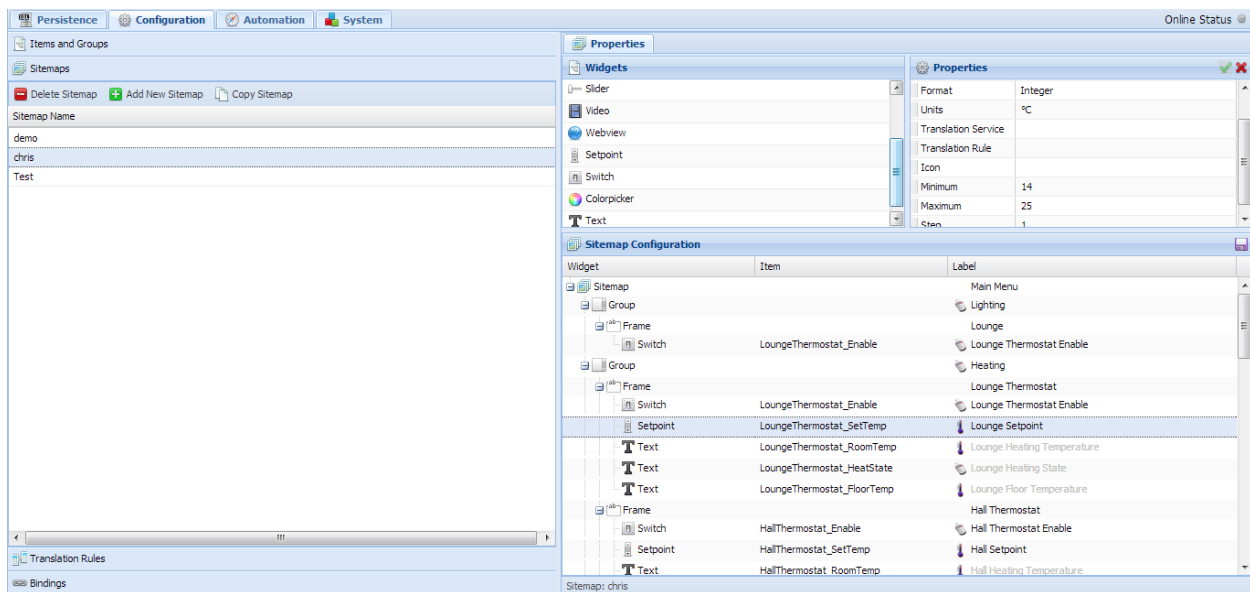 Persistence Configuration Automation System Online Status
Items and Groups
Sitemaps
Delete Sitemap Add New Sitemap Copy Sitemap
Sitemap Name
demo
chris
Test
Translation Rules
Bindings
Properties
Widgets
Slider
Video
Webview
Setpoint
Switch
Colorpicker
Text
Properties
Format Integer
Units ºC
Translation Service
Translation Rule
Icon
Minimum 14
Maximum 25
Step 1
Sitemap Configuration
Widget Item Label
Sitemap Main Menu
Group Lighting
Frame Lounge
Switch LoungeThermostat_Enable Lounge Thermostat Enable
Group Heating
Frame Lounge Thermostat
Switch LoungeThermostat_Enable Lounge Thermostat Enable
Setpoint LoungeThermostat_SetTemp Lounge Setpoint
Text LoungeThermostat_RoomTemp Lounge Heating Temperature
Text LoungeThermostat_HeatState Lounge Heating State
Text LoungeThermostat_FloorTemp Lounge Floor Temperature
Frame Hall Thermostat
Switch HallThermostat_Enable Hall Thermostat Enable
Setpoint HallThermostat_SetTemp Hall Setpoint
Text HallThermostat_RoomTemp Hall Heating Temperature
Sitemap: chris